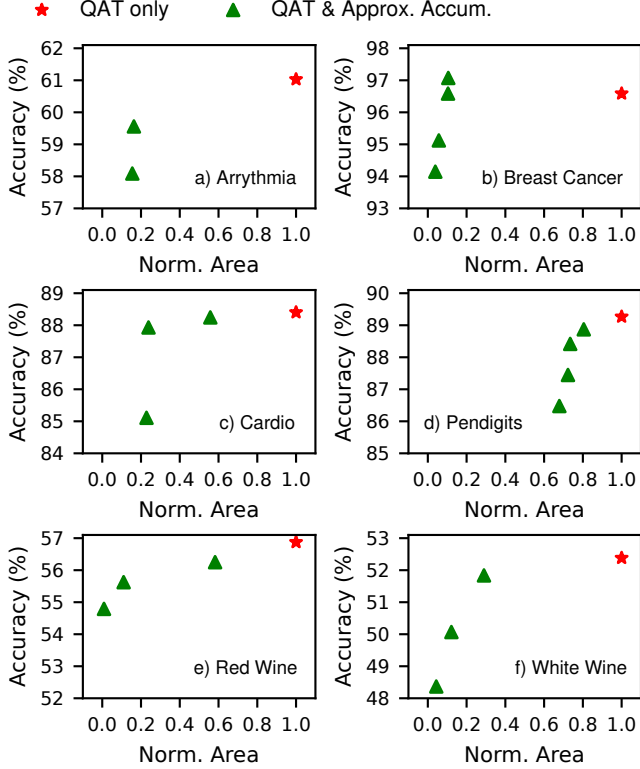 QAT only QAT & Approx. Accum.
Accuracy (%)
62
61
60
59
58
57
a) Arrythmia
0.0 0.2 0.4 0.6 0.8 1.0
Norm. Area
Accuracy (%)
98
97
96
95
94
93
b) Breast Cancer
0.0 0.2 0.4 0.6 0.8 1.0
Norm. Area
Accuracy (%)
89
88
87
86
85
84
c) Cardio
0.0 0.2 0.4 0.6 0.8 1.0
Norm. Area
Accuracy (%)
90
89
88
87
86
85
d) Pendigits
0.0 0.2 0.4 0.6 0.8 1.0
Norm. Area
Accuracy (%)
57
56
55
54
53
52
e) Red Wine
0.0 0.2 0.4 0.6 0.8 1.0
Norm. Area
Accuracy (%)
53
52
51
50
49
48
f) White Wine
0.0 0.2 0.4 0.6 0.8 1.0
Norm. Area